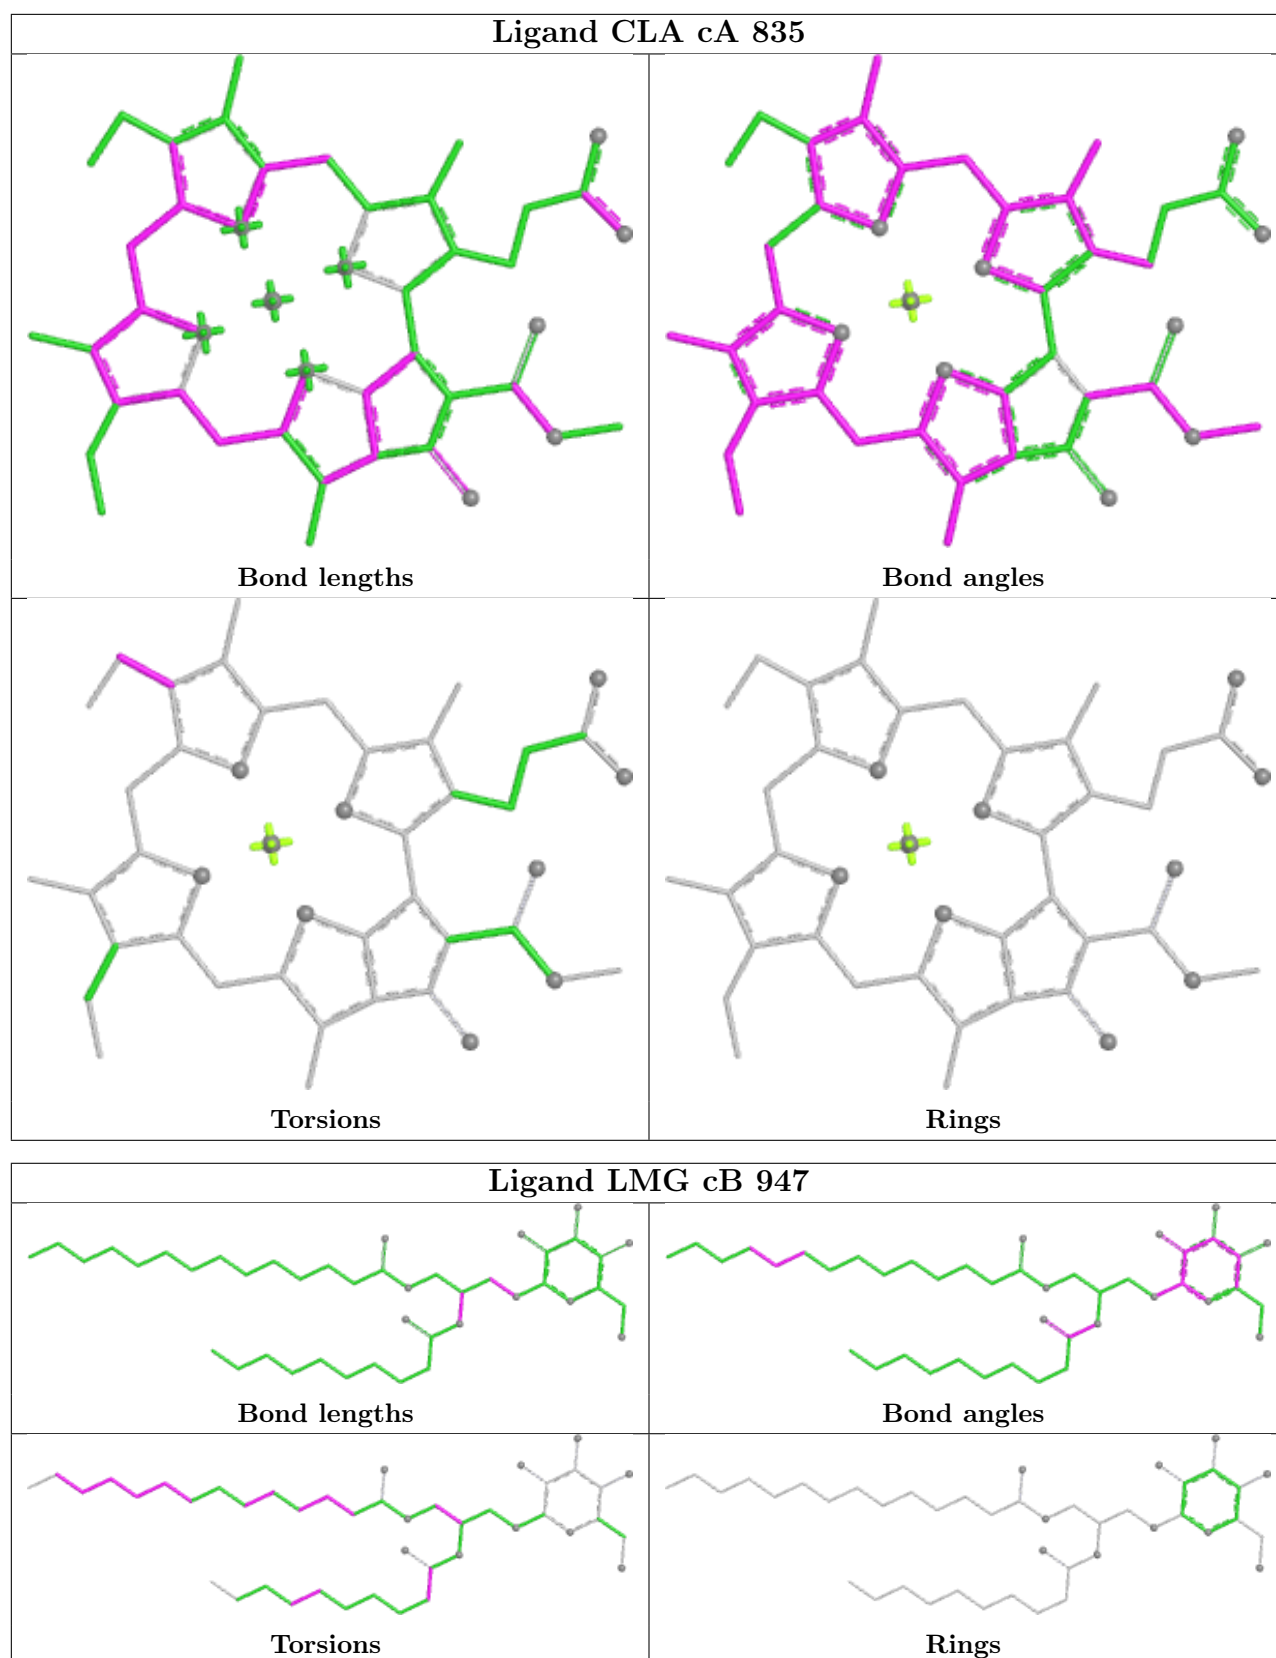 Ligand CLA cA 835
Bond lengths
Bond angles
Torsions
Rings
Ligand LMG cB 947
Bond lengths
Bond angles
Torsions
Rings